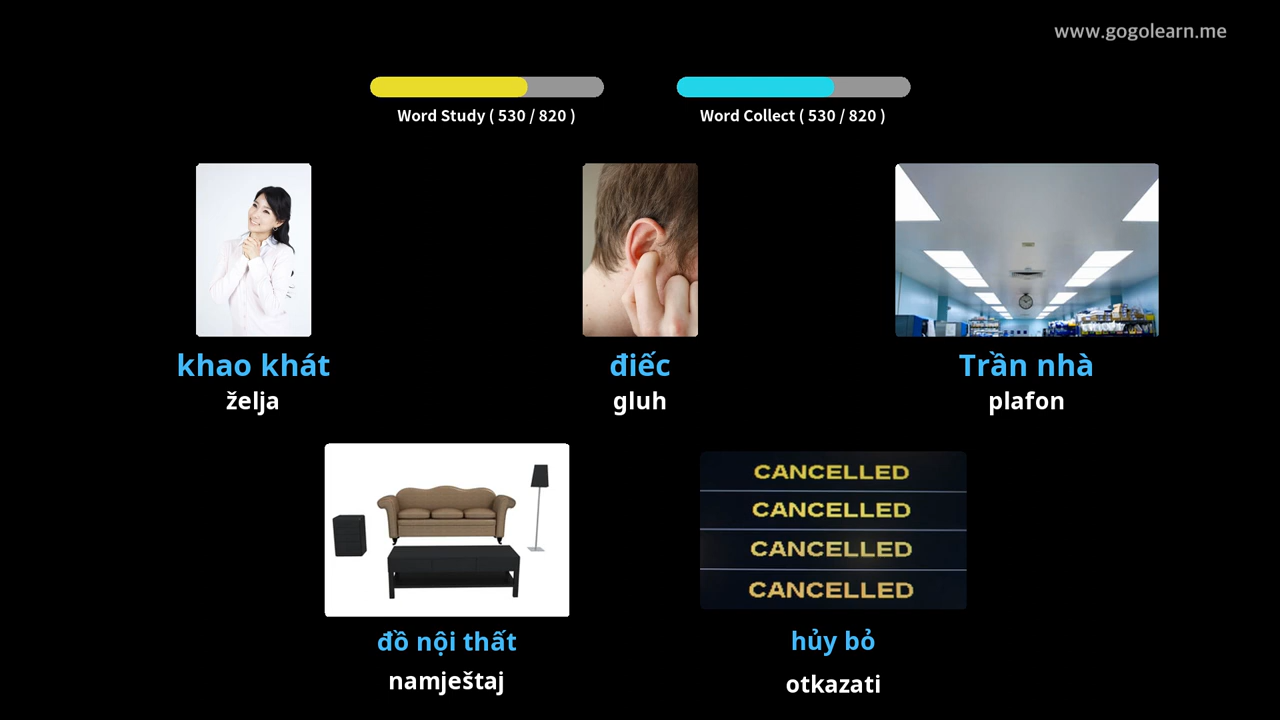 www.gogolearn.me
Word Study ( 530 / 820 )
Word Collect ( 530 / 820 )
khao khát
želja
điếc
gluh
Trần nhà
plafon
CANCELLED
CANCELLED
CANCELLED
CANCELLED
đồ nội thất
namještaj
hủy bỏ
otkazati